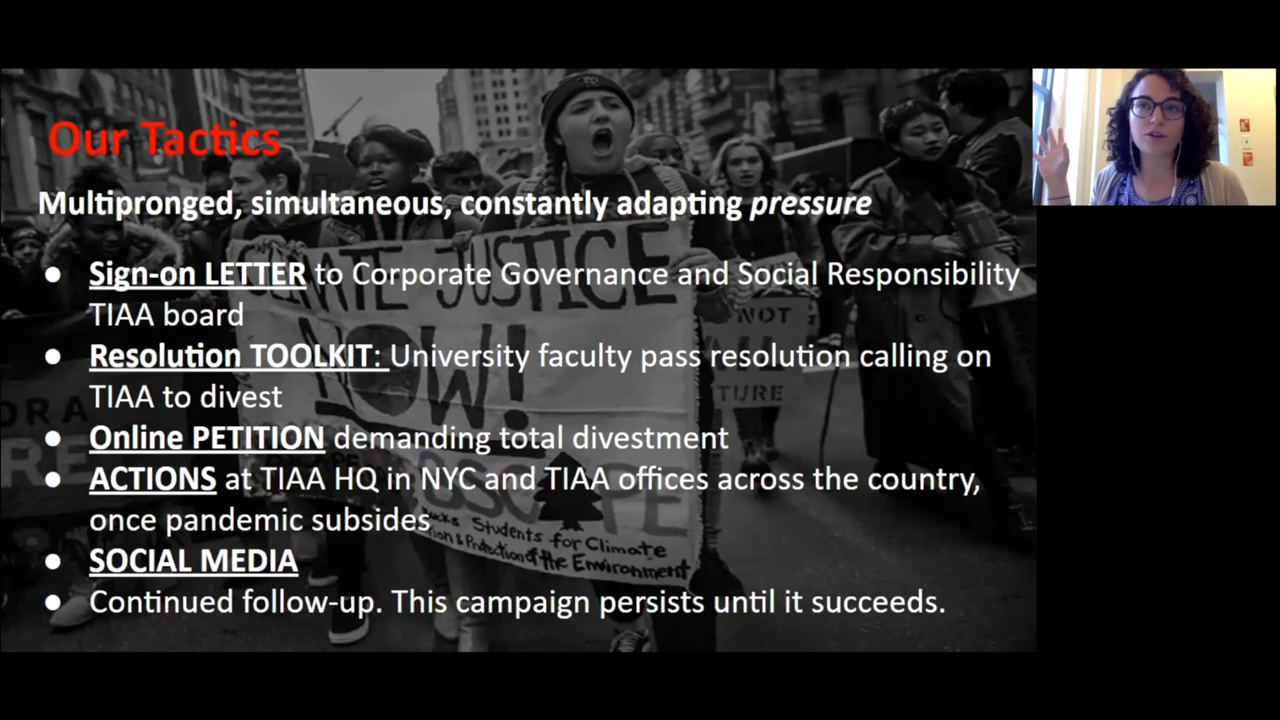 Our Tactics
Multipronged, simultaneous, constantly adapting pressure
● Sign-on LETTER to Corporate Governance and Social Responsibility
TIAA board
● Resolution TOOLKIT: University faculty pass resolution calling on
TIAA to divest
● Online PETITION demanding total divestment
● ACTIONS at TIAA HQ in NYC and TIAA offices across the country,
once pandemic subsides
● SOCIAL MEDIA
● Continued follow-up. This campaign persists until it succeeds.
JUSTICE
NOW!
Students for Climate
& Protection of the Environment
NOT
TURE